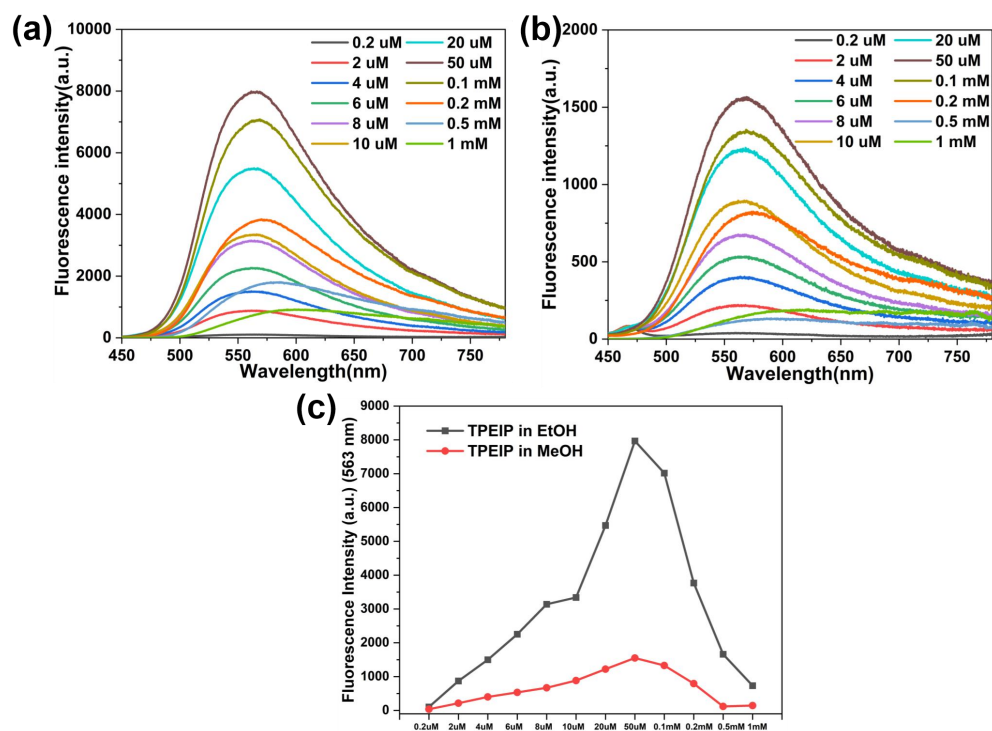 (a)
10000
8000
6000
4000
2000
0
Fluorescence intensity(a.u.)
0.2 uM
2 uM
4 uM
6 uM
8 uM
10 uM
20 uM
50 uM
0.1 mM
0.2 mM
0.5 mM
1 mM
450 500 550 600 650 700 750
Wavelength(nm)
(b)
2000
1500
1000
500
0
Fluorescence intensity(a.u.)
0.2 uM
2 uM
4 uM
6 uM
8 uM
10 uM
20 uM
50 uM
0.1 mM
0.2 mM
0.5 mM
1 mM
450 500 550 600 650 700 750
Wavelength(nm)
(c)
9000
8000
7000
6000
5000
4000
3000
2000
1000
0
Fluorescence Intensity (a.u.) (563 nm)
TPEIP in EtOH
TPEIP in MeOH
0.2uM 2uM 4uM 6uM 8uM 10uM 20uM 50uM 0.1mM 0.2mM 0.5mM 1mM